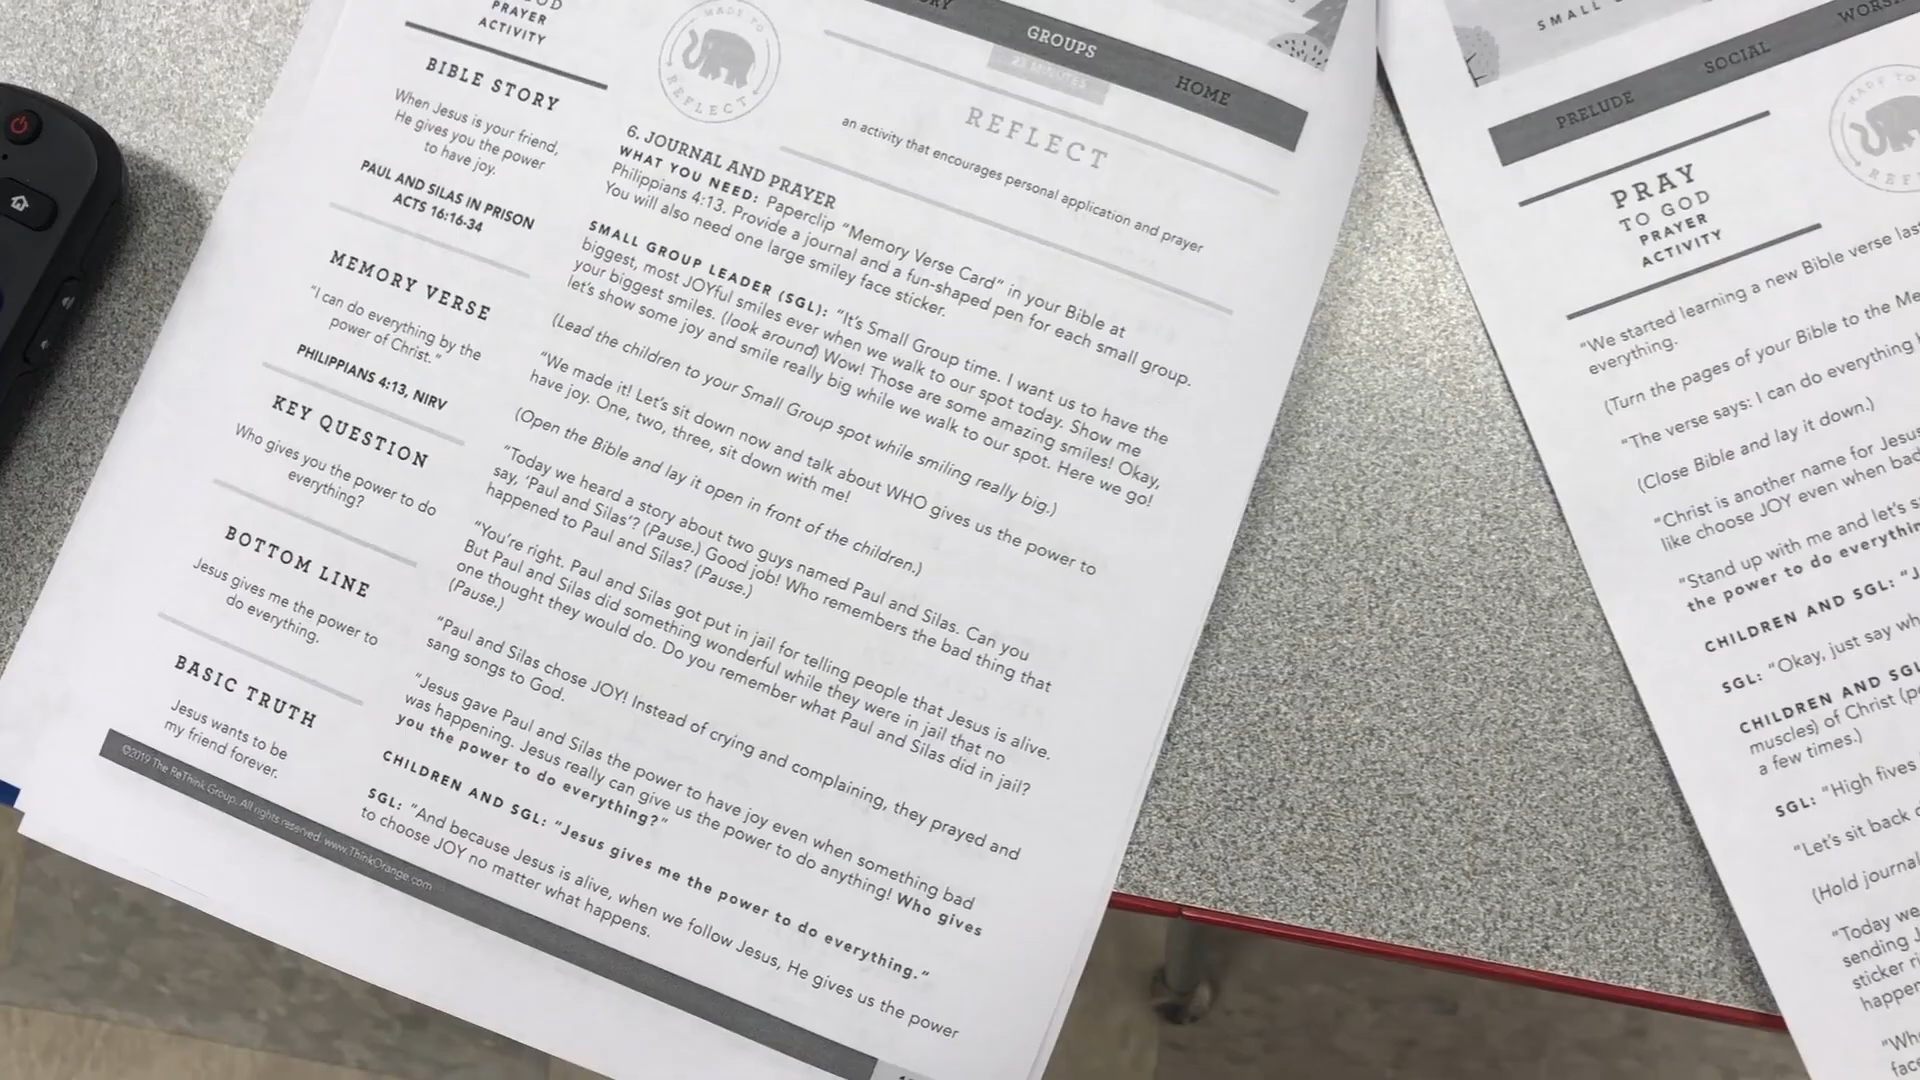 OD
PRAYER
ACTIVITY
BIBLE STORY
When Jesus is your friend,
He gives you the power
to have joy.
PAUL AND SILAS IN PRISON
ACTS 16:16-34
MEMORY VERSE
"I can do everything by the
power of Christ."
PHILIPPIANS 4:13, NIRV
KEY QUESTION
Who gives you the power to do
everything?
BOTTOM LINE
Jesus gives me the power to
do everything.
BASIC TRUTH
Jesus wants to be
my friend forever.
©2019 The ReThink Group. All rights reserved. www.ThinkOrange.com
MADE TO
REFLECT
GROUPS
HOME
MINUTES
REFLECT
an activity that encourages personal application and prayer
6. JOURNAL AND PRAYER
WHAT YOU NEED: Paperclip "Memory Verse Card" in your Bible at
Philippians 4:13. Provide a journal and a fun-shaped pen for each small group.
You will also need one large smiley face sticker.
SMALL GROUP LEADER (SGL): "It's Small Group time. I want us to have the
biggest, most JOYful smiles ever when we walk to our spot today. Show me
your biggest smiles. (look around) Wow! Those are some amazing smiles! Okay,
let's show some joy and smile really big while we walk to our spot. Here we go!
(Lead the children to your Small Group spot while smiling really big.)
"We made it! Let's sit down now and talk about WHO gives us the power to
have joy. One, two, three, sit down with me!
(Open the Bible and lay it open in front of the children.)
"Today we heard a story about two guys named Paul and Silas. Can you
say, 'Paul and Silas'? (Pause.) Good job! Who remembers the bad thing that
happened to Paul and Silas? (Pause.)
"You're right. Paul and Silas got put in jail for telling people that Jesus is alive.
But Paul and Silas did something wonderful while they were in jail that no
one thought they would do. Do you remember what Paul and Silas did in jail?
(Pause.)
"Paul and Silas chose JOY! Instead of crying and complaining, they prayed and
sang songs to God.
"Jesus gave Paul and Silas the power to have joy even when something bad
was happening. Jesus really can give us the power to do anything! Who gives
you the power to do everything?"
CHILDREN AND SGL: "Jesus gives me the power to do everything."
SGL: "And because Jesus is alive, when we follow Jesus, He gives us the power
to choose JOY no matter what happens.
SMALL
PRELUDE
SOCIAL
PRAY
TO GOD
PRAYER
ACTIVITY
MADE TO
"We started learning a new Bible verse las
everything.
(Turn the pages of your Bible to the Me
"The verse says: I can do everything
(Close Bible and lay it down.)
"Christ is another name for Jesus
like choose JOY even when bad
"Stand up with me and let's s
the power to do everythin
CHILDREN AND SGL: "J
SGL: "Okay, just say wh
CHILDREN AND SGL
muscles) of Christ (p
a few times.)
SGL: "High fives
"Let's sit back
(Hold journal
"Today we
sending J
sticker ri
happen
"Wh
face